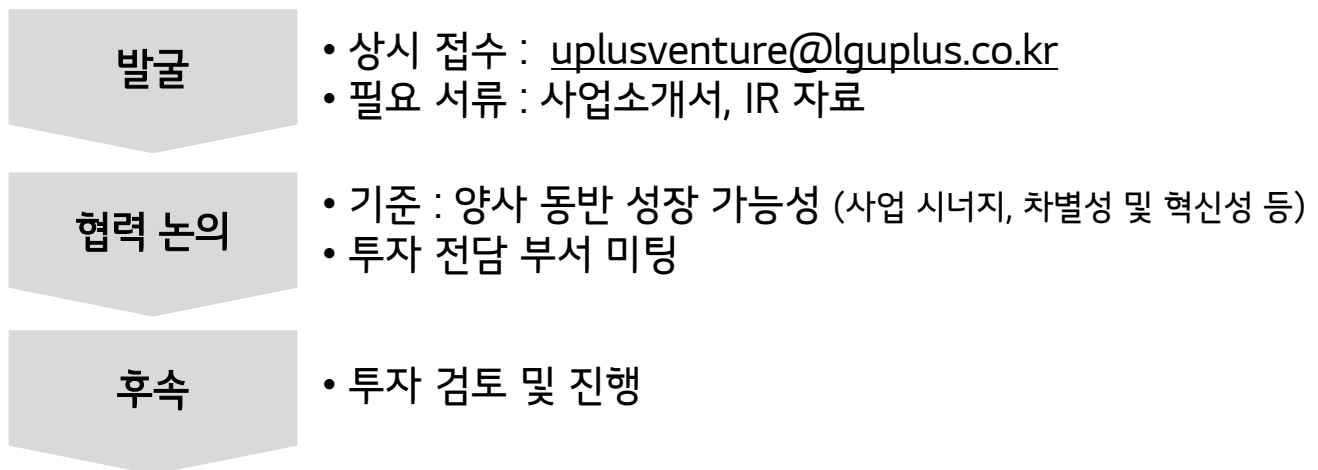 발굴
• 상시 접수 : uplusventure@lguplus.co.kr
• 필요 서류 : 사업소개서, IR 자료
협력 논의
• 기준 : 양사 동반 성장 가능성 (사업 시너지, 차별성 및 혁신성 등)
• 투자 전담 부서 미팅
후속
• 투자 검토 및 진행